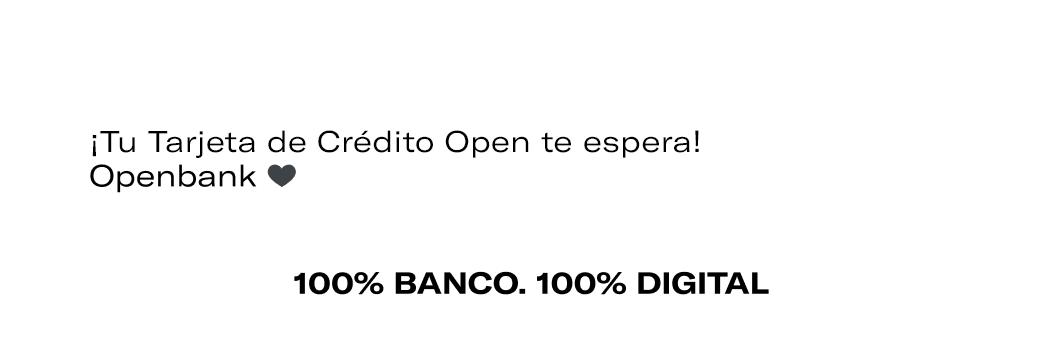 ¡Tu Tarjeta de Crédito Open te espera!
Openbank 🖤
100% BANCO. 100% DIGITAL